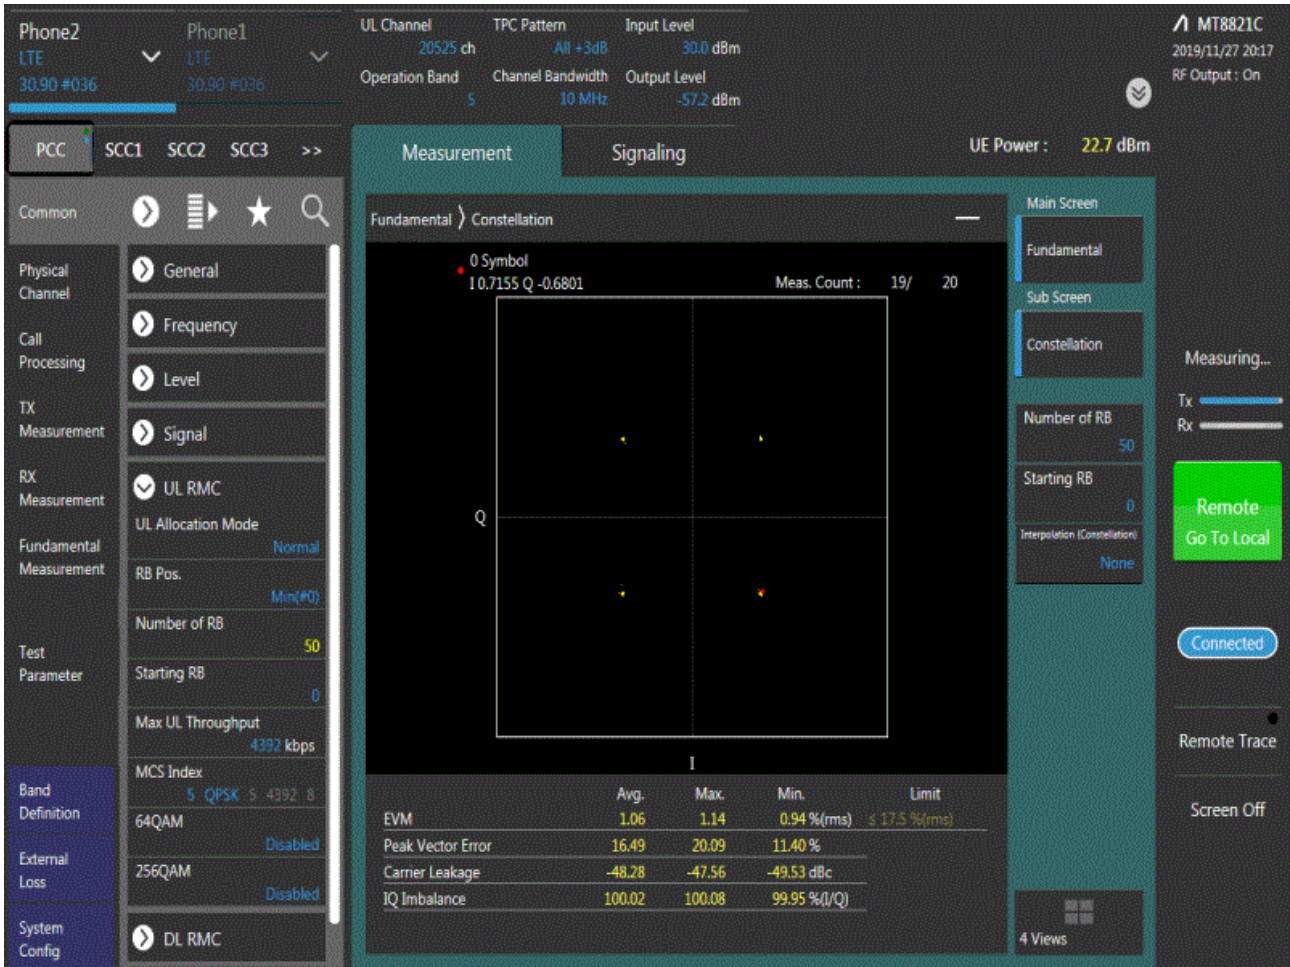 Phone2
LTE
30.90 #036
Phone1
LTE
30.90 #036
UL Channel
20525 ch
TPC Pattern
All +3dB
Input Level
30.0 dBm
Operation Band
5
Channel Bandwidth
10 MHz
Output Level
-57.2 dBm
MT8821C
2019/11/27 20:17
RF Output : On
PCC SCC1 SCC2 SCC3 >>
Measurement
Signaling
UE Power : 22.7 dBm
Common
Physical
Channel
Call
Processing
TX
Measurement
RX
Measurement
Fundamental
Measurement
Test
Parameter
Band
Definition
External
Loss
System
Config
General
Frequency
Level
Signal
UL RMC
UL Allocation Mode
Normal
RB Pos.
Min(#0)
Number of RB
50
Starting RB
0
Max UL Throughput
4392 kbps
MCS Index
5 QPSK 5 4392 8
64QAM
Disabled
256QAM
Disabled
DL RMC
Fundamental 〉 Constellation
0 Symbol
I 0.7155 Q -0.6801
Meas. Count : 19/ 20
Q
I
Avg. Max. Min. Limit
EVM 1.06 1.14 0.94 %(rms) ≤ 17.5 %(rms)
Peak Vector Error 16.49 20.09 11.40 %
Carrier Leakage -48.28 -47.56 -49.53 dBc
IQ Imbalance 100.02 100.08 99.95 %(I/Q)
Main Screen
Fundamental
Sub Screen
Constellation
Number of RB
50
Starting RB
0
Interpolation (Constellation)
None
4 Views
Measuring...
Tx
Rx
Remote
Go To Local
Connected
Remote Trace
Screen Off